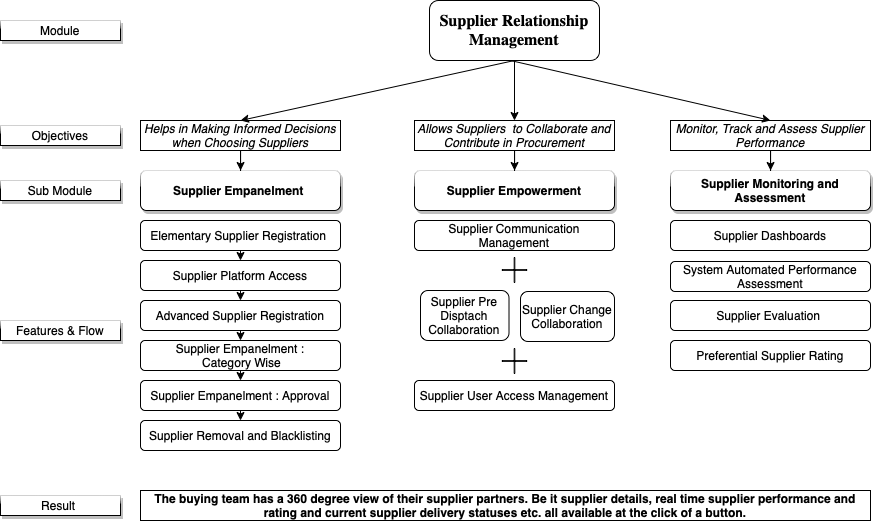 Module
Supplier Relationship
Management
Objectives
Helps in Making Informed Decisions
when Choosing Suppliers
Allows Suppliers to Collaborate and
Contribute in Procurement
Monitor, Track and Assess Supplier
Performance
Sub Module
Supplier Empanelment
Supplier Empowerment
Supplier Monitoring and
Assessment
Features & Flow
Elementary Supplier Registration
Supplier Platform Access
Advanced Supplier Registration
Supplier Empanelment :
Category Wise
Supplier Empanelment : Approval
Supplier Removal and Blacklisting
Supplier Communication
Management
Supplier Pre
Disptach
Collaboration
Supplier Change
Collaboration
Supplier User Access Management
Supplier Dashboards
System Automated Performance
Assessment
Supplier Evaluation
Preferential Supplier Rating
Result
The buying team has a 360 degree view of their supplier partners. Be it supplier details, real time supplier performance and
rating and current supplier delivery statuses etc. all available at the click of a button.